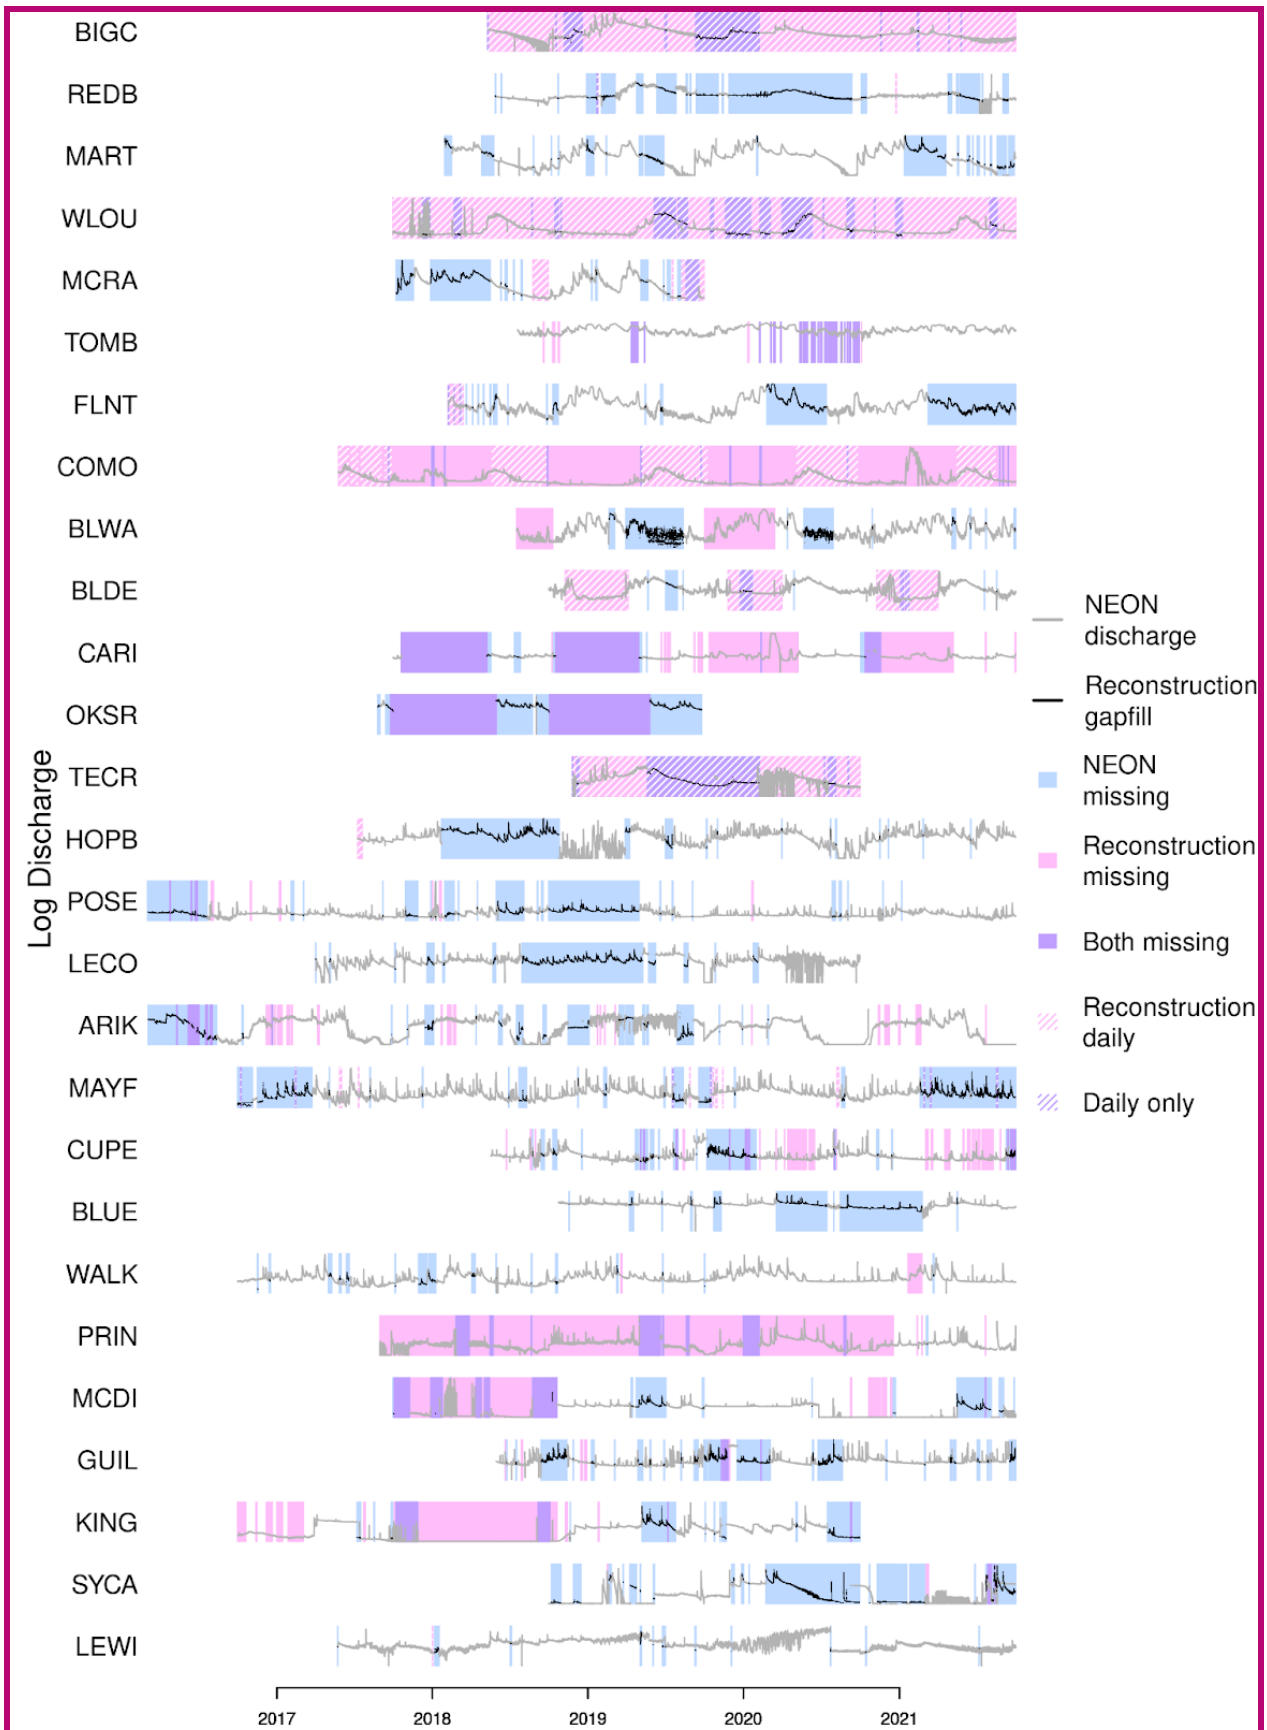 BIGC
REDB
MART
WLOU
MCRA
TOMB
FLNT
COMO
BLWA
BLDE
CARI
OKSR
TECR
HOPB
POSE
LECO
ARIK
MAYF
CUPE
BLUE
WALK
PRIN
MCDI
GUIL
KING
SYCA
LEWI
Log Discharge
2017 2018 2019 2020 2021
NEON
discharge
Reconstruction
gapfill
NEON
missing
Reconstruction
missing
Both missing
Reconstruction
daily
Daily only